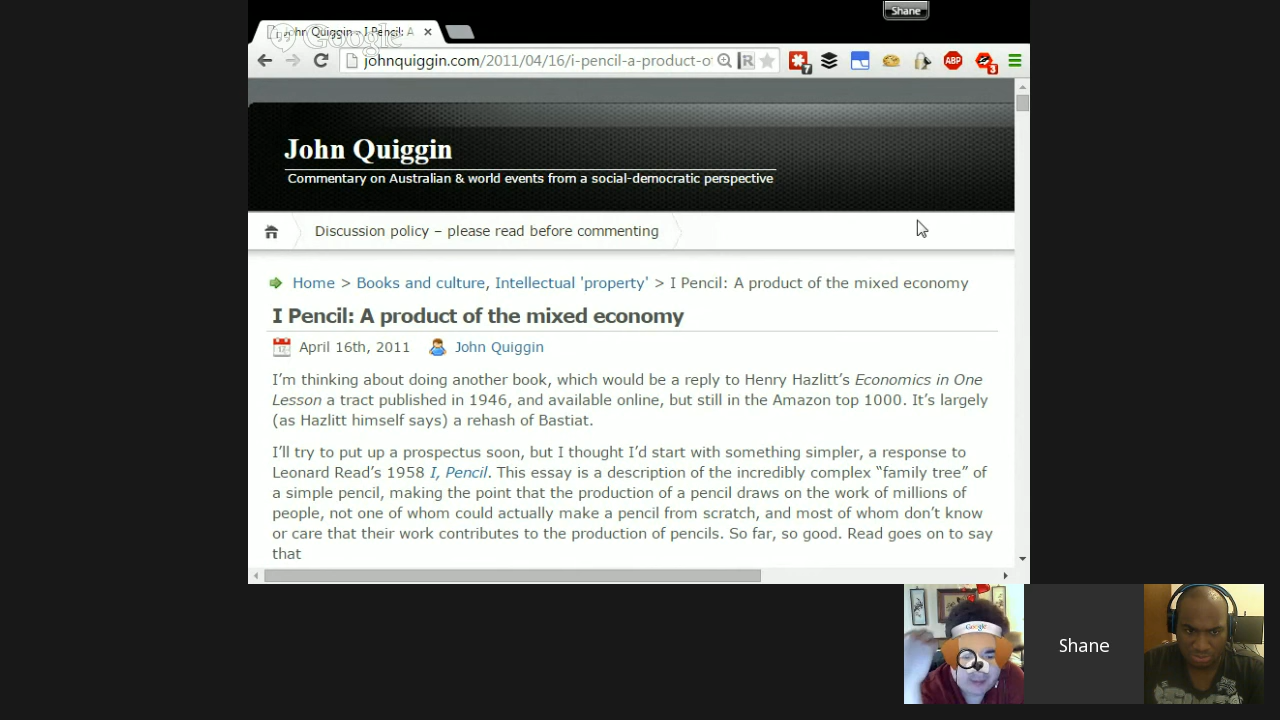 Shane
John Quiggin - I Pencil: A
Google
johnquiggin.com/2011/04/16/i-pencil-a-product-o
R
7
ABP
3
John Quiggin
Commentary on Australian & world events from a social-democratic perspective
Discussion policy – please read before commenting
Home > Books and culture, Intellectual 'property' > I Pencil: A product of the mixed economy
I Pencil: A product of the mixed economy
April 16th, 2011 John Quiggin
I'm thinking about doing another book, which would be a reply to Henry Hazlitt's Economics in One
Lesson a tract published in 1946, and available online, but still in the Amazon top 1000. It's largely
(as Hazlitt himself says) a rehash of Bastiat.
I'll try to put up a prospectus soon, but I thought I'd start with something simpler, a response to
Leonard Read's 1958 I, Pencil. This essay is a description of the incredibly complex “family tree” of
a simple pencil, making the point that the production of a pencil draws on the work of millions of
people, not one of whom could actually make a pencil from scratch, and most of whom don't know
or care that their work contributes to the production of pencils. So far, so good. Read goes on to say
that
Google
Shane